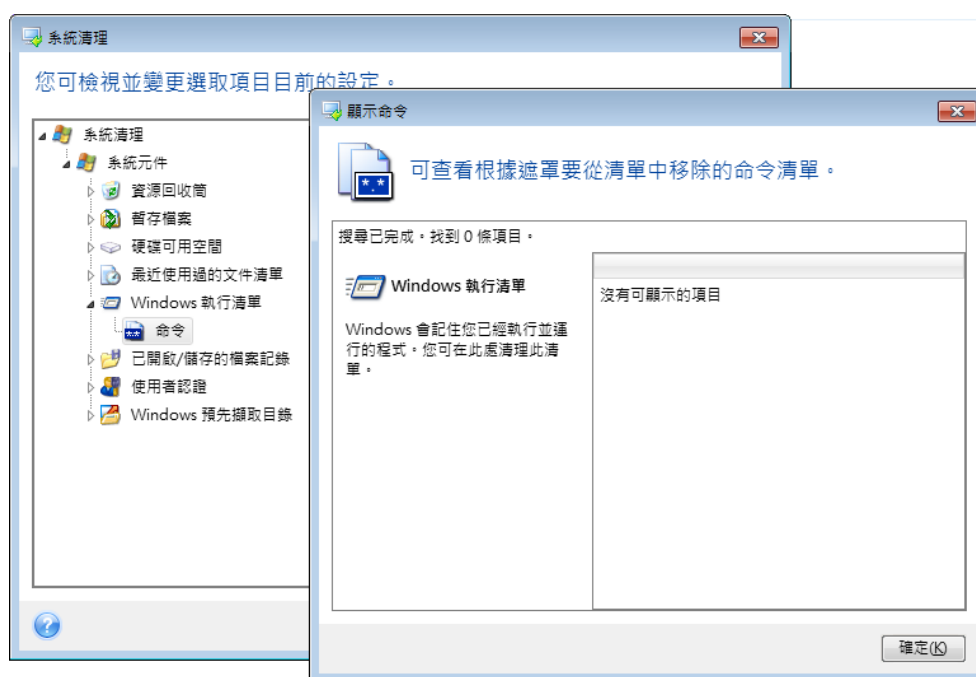 系統清理
您可檢視並變更選取項目目前的設定。
系統清理
系統元件
資源回收筒
暫存檔案
硬碟可用空間
最近使用過的文件清單
Windows 執行清單
命令
已開啟/儲存的檔案記錄
使用者認證
Windows 預先擷取目錄
顯示命令
可查看根據遮罩要從清單中移除的命令清單。
搜尋已完成。找到 0 條項目。
Windows 執行清單
Windows 會記住您已經執行並運
行的程式。您可在此處清理此清
單。
沒有可顯示的項目
確定(K)